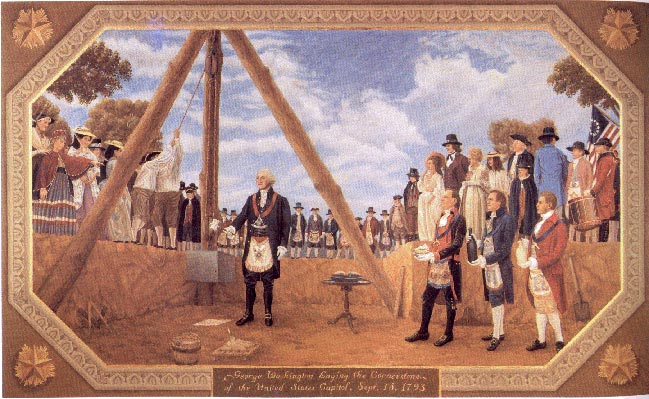 George Washington Laying the Cornerstone
of the United States Capitol, Sept. 18, 1793